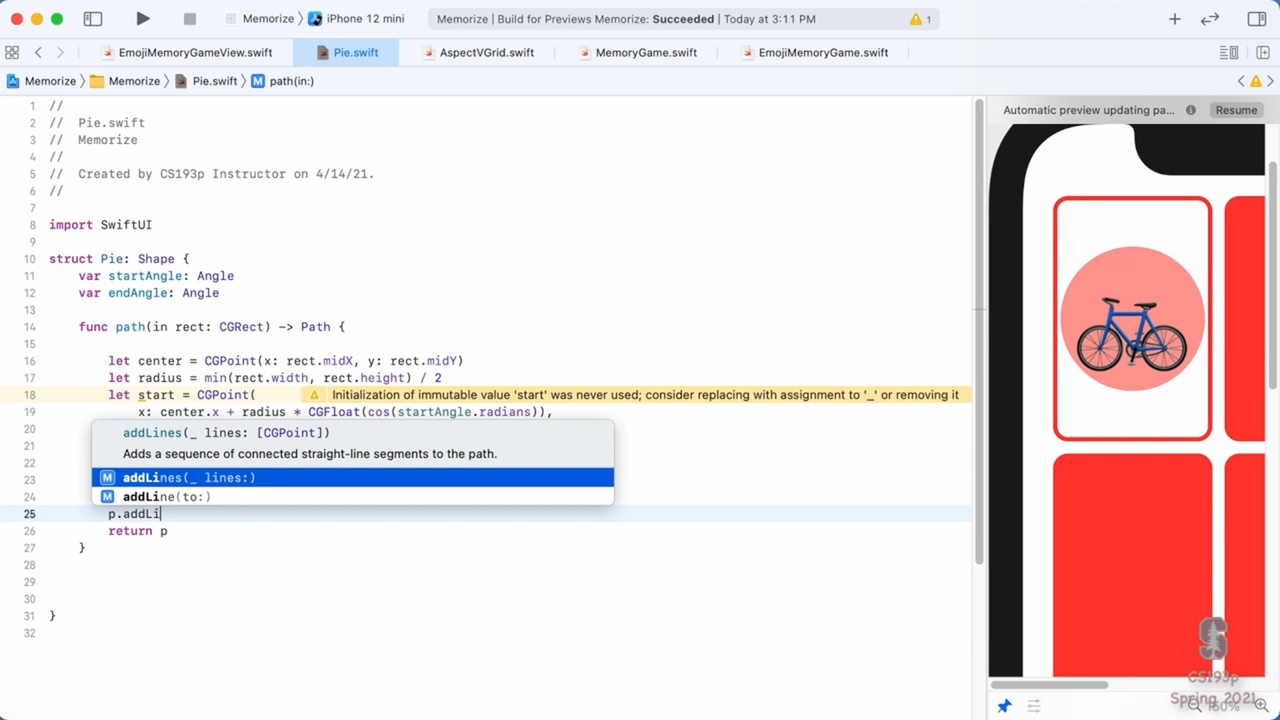 Memorize 〉 iPhone 12 mini
Memorize | Build for Previews Memorize: Succeeded | Today at 3:11 PM
1
EmojiMemoryGameView.swift
Pie.swift
AspectVGrid.swift
MemoryGame.swift
EmojiMemoryGame.swift
Memorize 〉 Memorize 〉 Pie.swift 〉 M path(in:)
1 //
2 //  Pie.swift
3 //  Memorize
4 //
5 //  Created by CS193p Instructor on 4/14/21.
6 //
7
8 import SwiftUI
9
10 struct Pie: Shape {
11     var startAngle: Angle
12     var endAngle: Angle
13
14     func path(in rect: CGRect) -> Path {
15
16         let center = CGPoint(x: rect.midX, y: rect.midY)
17         let radius = min(rect.width, rect.height) / 2
18         let start = CGPoint( Initialization of immutable value 'start' was never used; consider replacing with assignment to '_' or removing it
19             x: center.x + radius * CGFloat(cos(startAngle.radians)),
20
21
22
23
24
addLines(_ lines: [CGPoint])
Adds a sequence of connected straight-line segments to the path.
M addLines(_ lines:)
M addLine(to:)
25         p.addLi
26         return p
27     }
28
29
30
31 }
32
Automatic preview updating pa...
Resume
CS193p
Spring 2021
160%